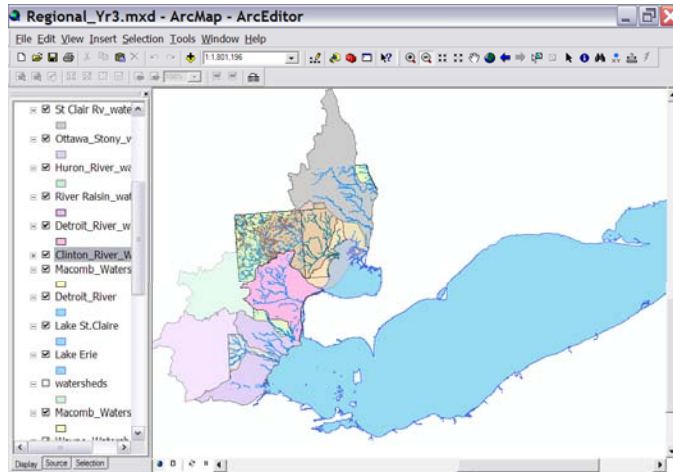 Regional_Yr3.mxd - ArcMap - ArcEditor
File Edit View Insert Selection Tools Window Help
1:1,801,196
St Clair Rv_wate
Ottawa_Stony_v
Huron_River_wa
River Raisin_wat
Detroit_River_w
Clinton_River_W
Macomb_Waters
Detroit_River
Lake St.Claire
Lake Erie
watersheds
Macomb_Waters
Display Source Selection